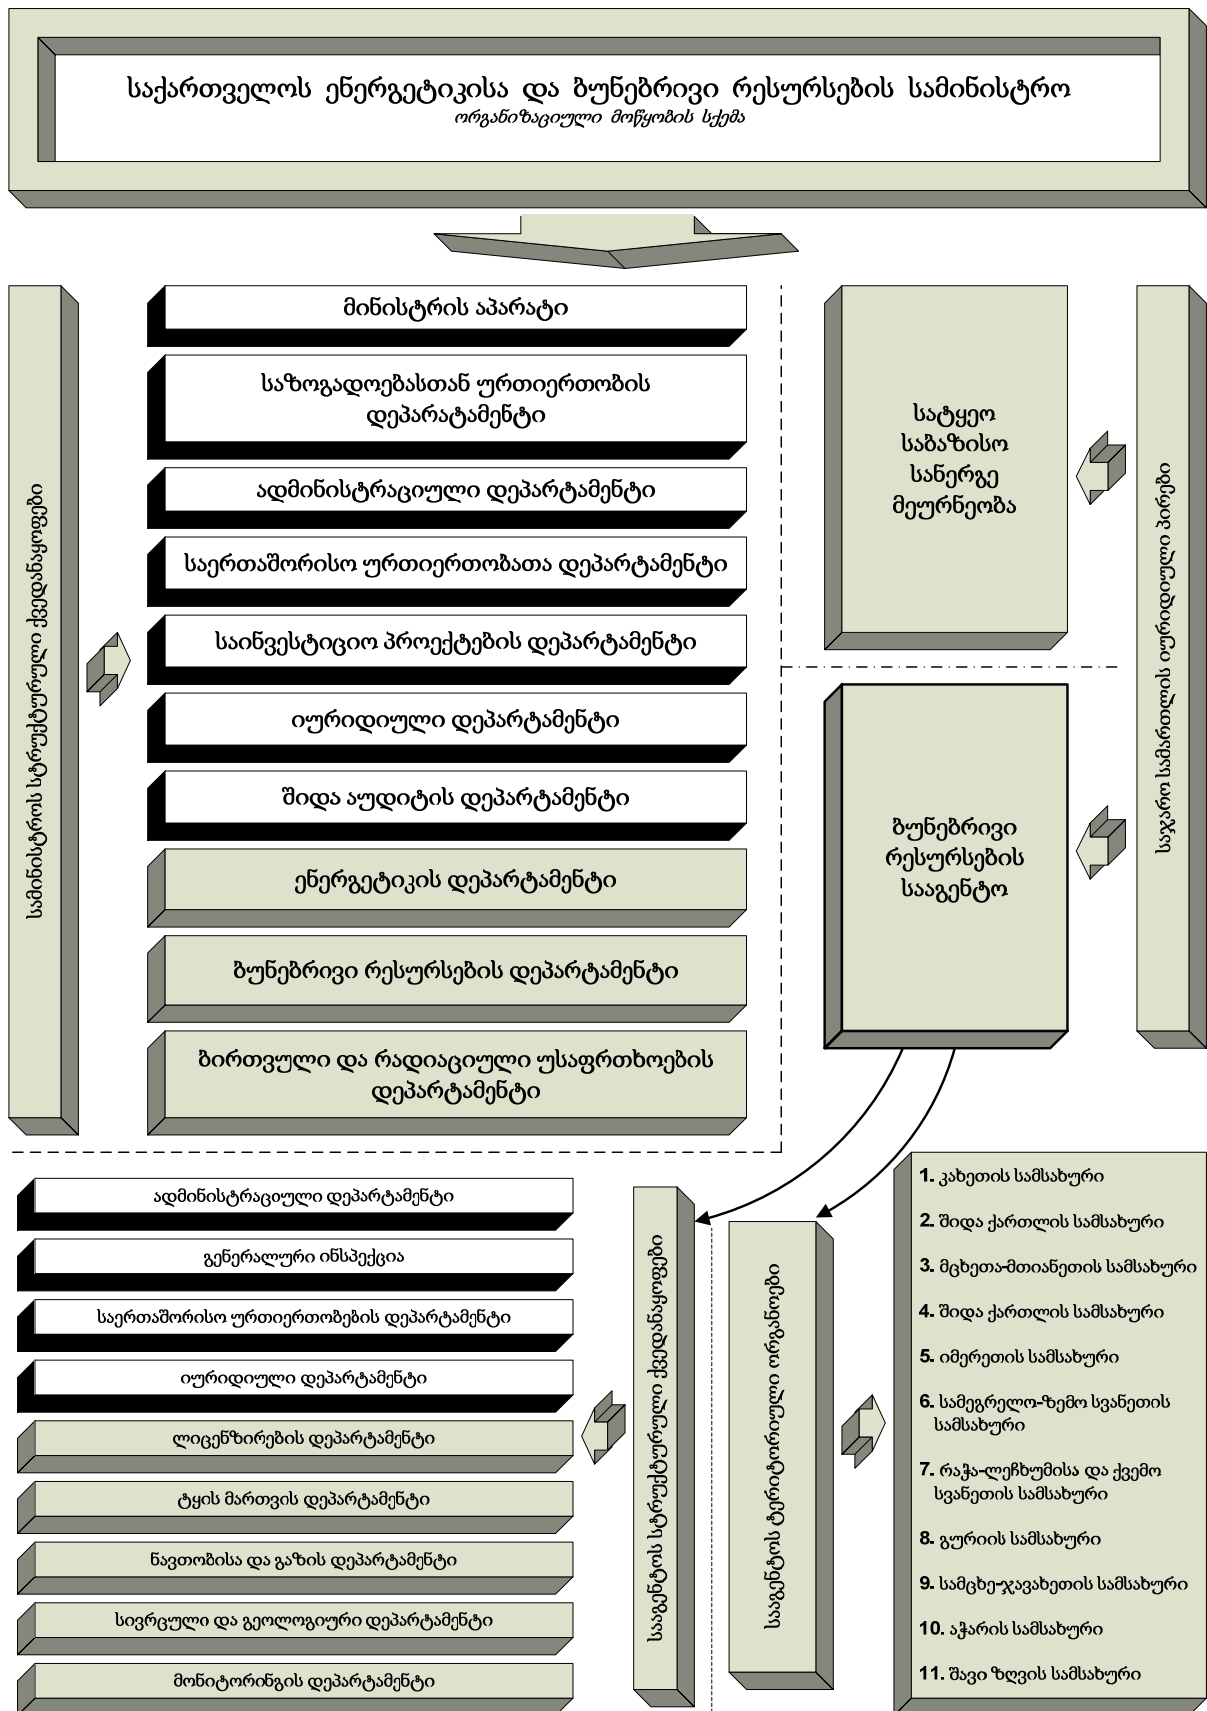 საქართველოს ენერგეტიკისა და ბუნებრივი რესურსების სამინისტრო
ორგანიზაციული მოწყობის სქემა
სამინისტროს სტრუქტურული ქვედანაყოფები
მინისტრის აპარატი
საზოგადოებასთან ურთიერთობის
დეპარატამენტი
ადმინისტრაციული დეპარტამენტი
საერთაშორისო ურთიერთობათა დეპარტამენტი
საინვესტიციო პროექტების დეპარტამენტი
იურიდიული დეპარტამენტი
შიდა აუდიტის დეპარტამენტი
ენერგეტიკის დეპარტამენტი
ბუნებრივი რესურსების დეპარტამენტი
ბირთვული და რადიაციული უსაფრთხოების
დეპარტამენტი
სატყეო
საბაზისო
სანერგე
მეურნეობა
ბუნებრივი
რესურსების
სააგენტო
საჯარო სამართლის იურიდიული პირები
ადმინისტრაციული დეპარტამენტი
გენერალური ინსპექცია
საერთაშორისო ურთიერთობების დეპარტამენტი
იურიდიული დეპარტამენტი
ლიცენზირების დეპარტამენტი
ტყის მართვის დეპარტამენტი
ნავთობისა და გაზის დეპარტამენტი
სივრცული და გეოლოგიური დეპარტამენტი
მონიტორინგის დეპარტამენტი
სააგენტოს სტრუქტურული ქვედანაყოფები
სააგენტოს ტერიტორიული ორგანოები
1. კახეთის სამსახური
2. შიდა ქართლის სამსახური
3. მცხეთა-მთიანეთის სამსახური
4. შიდა ქართლის სამსახური
5. იმერეთის სამსახური
6. სამეგრელო-ზემო სვანეთის
სამსახური
7. რაჭა-ლეჩხუმისა და ქვემო
სვანეთის სამსახური
8. გურიის სამსახური
9. სამცხე-ჯავახეთის სამსახური
10. აჭარის სამსახური
11. შავი ზღვის სამსახური